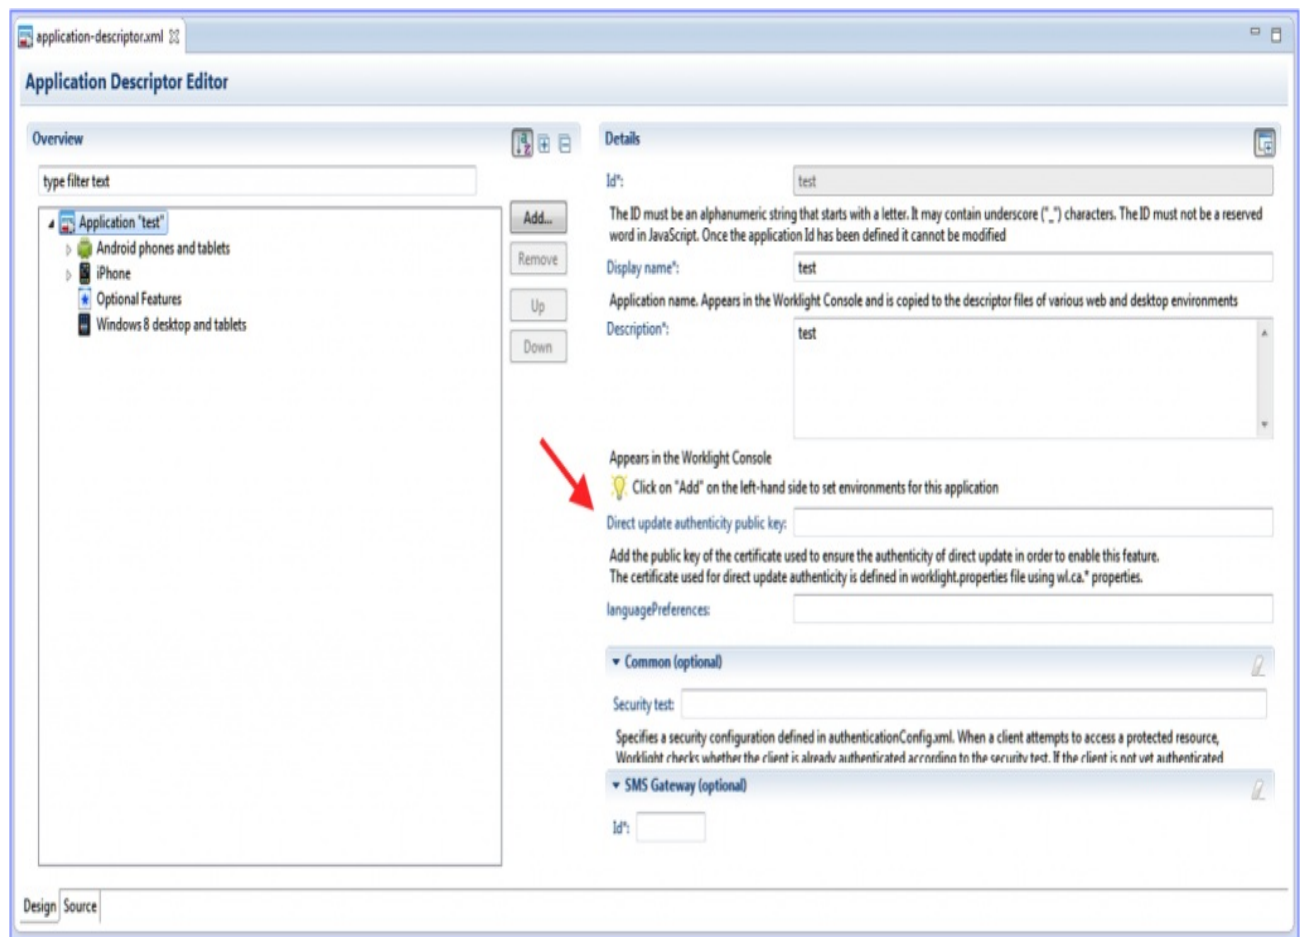 application-descriptor.xml
Application Descriptor Editor
Overview
type filter text
Application "test"
Android phones and tablets
iPhone
Optional Features
Windows 8 desktop and tablets
Add...
Remove
Up
Down
Details
Id*:
test
The ID must be an alphanumeric string that starts with a letter. It may contain underscore ("_") characters. The ID must not be a reserved
word in JavaScript. Once the application Id has been defined it cannot be modified
Display name*:
test
Application name. Appears in the Worklight Console and is copied to the descriptor files of various web and desktop environments
Description*:
test
Appears in the Worklight Console
Click on "Add" on the left-hand side to set environments for this application
Direct update authenticity public key:
Add the public key of the certificate used to ensure the authenticity of direct update in order to enable this feature.
The certificate used for direct update authenticity is defined in worklight.properties file using wl.ca.* properties.
languagePreferences:
Common (optional)
Security test:
Specifies a security configuration defined in authenticationConfig.xml. When a client attempts to access a protected resource,
Worklight checks whether the client is already authenticated according to the security test. If the client is not yet authenticated
SMS Gateway (optional)
Id*:
Design
Source